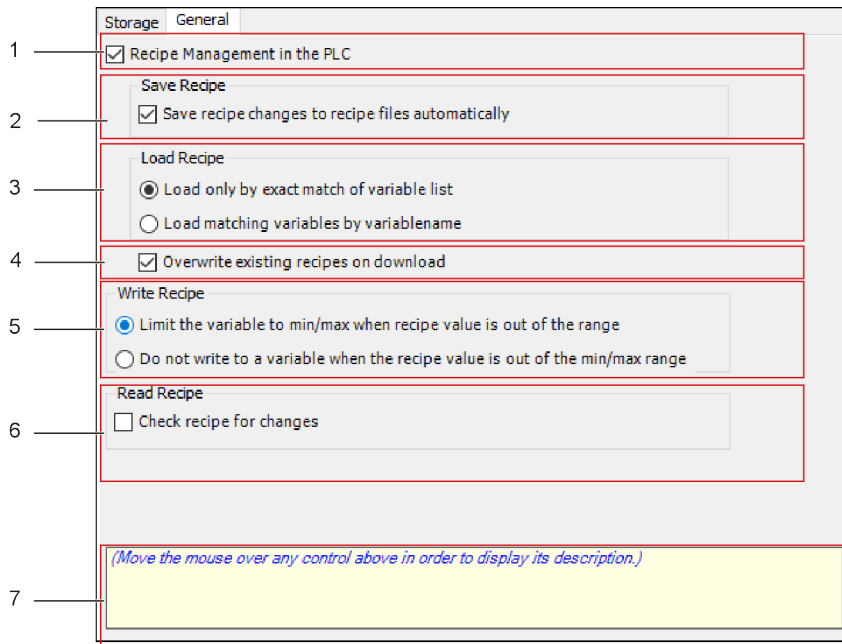 Storage General
1 Recipe Management in the PLC
Save Recipe
2 Save recipe changes to recipe files automatically
Load Recipe
3 Load only by exact match of variable list
Load matching variables by variablename
4 Overwrite existing recipes on download
Write Recipe
5 Limit the variable to min/max when recipe value is out of the range
Do not write to a variable when the recipe value is out of the min/max range
Read Recipe
6 Check recipe for changes
(Move the mouse over any control above in order to display its description.)
7